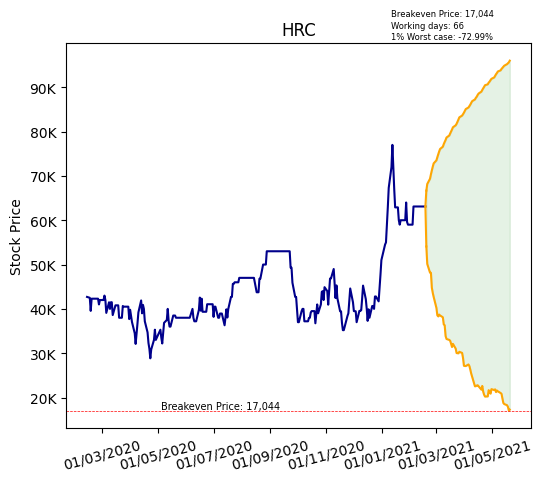 Breakeven Price: 17,044
Working days: 66
1% Worst case: -72.99%
HRC
Stock Price
90K
80K
70K
60K
50K
40K
30K
20K
Breakeven Price: 17,044
01/03/2020
01/05/2020
01/07/2020
01/09/2020
01/11/2020
01/01/2021
01/03/2021
01/05/2021